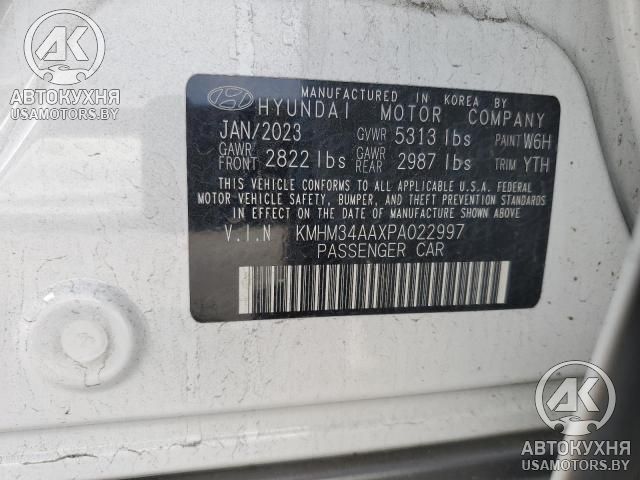 AK
АВТОКУХНЯ
USAMOTORS.BY
MANUFACTURED IN KOREA BY
HYUNDAI MOTOR COMPANY
JAN/2023 GVWR 5313 lbs PAINT W6H
GAWR FRONT 2822 lbs GAWR REAR 2987 lbs TRIM YTH
THIS VEHICLE CONFORMS TO ALL APPLICABLE U.S.A. FEDERAL
MOTOR VEHICLE SAFETY, BUMPER, AND THEFT PREVENTION STANDARDS
IN EFFECT ON THE DATE OF MANUFACTURE SHOWN ABOVE.
V.I.N KMHM34AAXPA022997
PASSENGER CAR
AK
АВТОКУХНЯ
USAMOTORS.BY